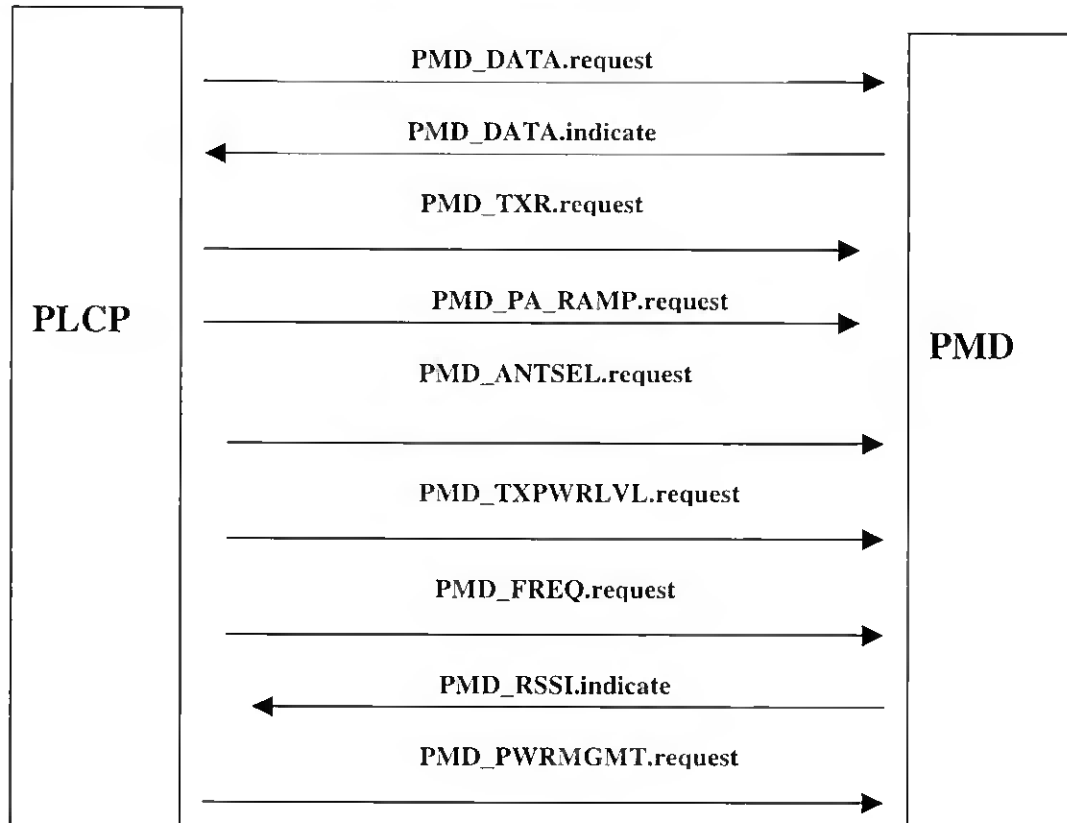 PMD_DATA.request
PMD_DATA.indicate
PMD_TXR.request
PLCP
PMD_PA_RAMP.request
PMD
PMD_ANTSEL.request
PMD_TXPWRLVL.request
PMD_FREQ.request
PMD_RSSI.indicate
PMD_PWRMGMT.request